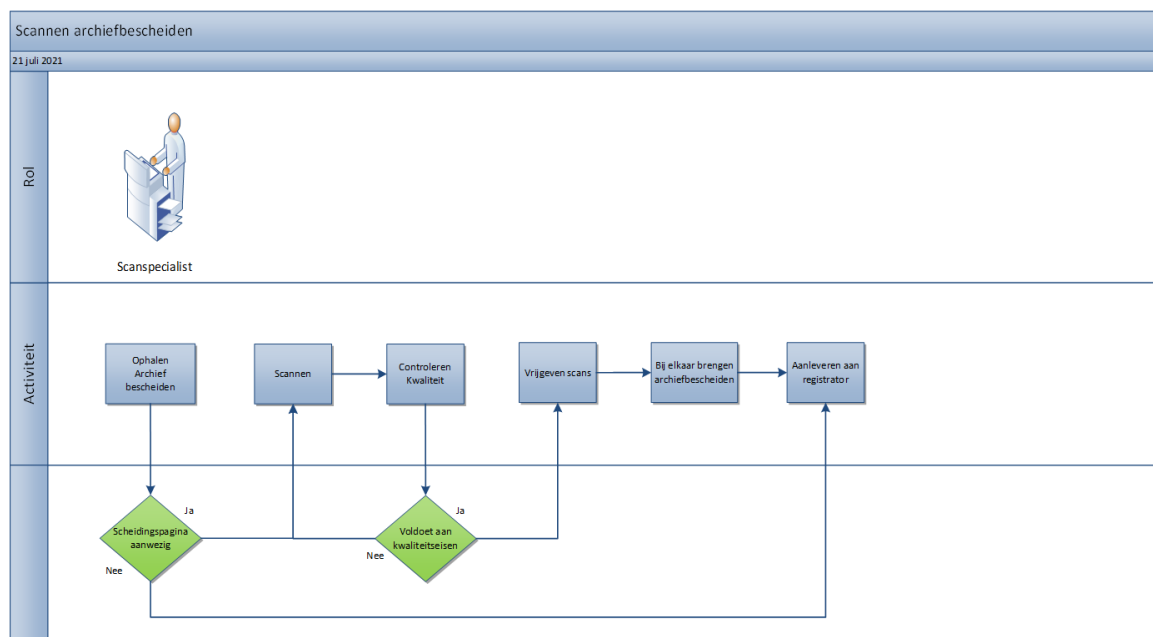 Scannen archiefbescheiden
21 juli 2021
Rol
Scanspecialist
Activiteit
Ophalen
Archief
bescheiden
Scannen
Controleren
Kwaliteit
Vrijgeven scans
Bij elkaar brengen
archiefbescheiden
Aanleveren aan
registrator
Scheidingspagina
aanwezig
Ja
Nee
Voldoet aan
kwaliteitseisen
Ja
Nee